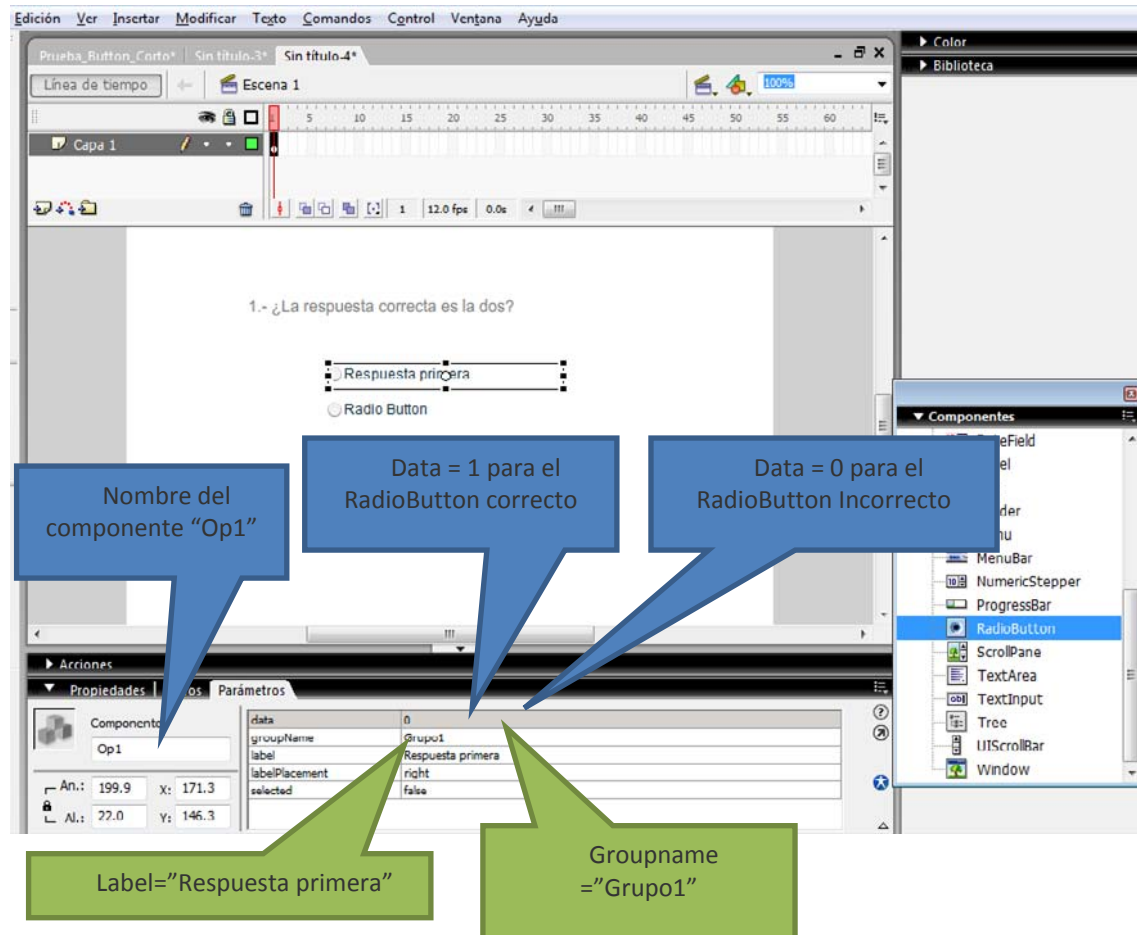 Edición Ver Insertar Modificar Texto Comandos Control Ventana Ayuda
Prueba_Button_Corto* Sin título-3* Sin título-4*
Línea de tiempo Escena 1 100%
5 10 15 20 25 30 35 40 45 50 55 60
Capa 1
1 12.0 fps 0.0s
Color
Biblioteca
1.- ¿La respuesta correcta es la dos?
Respuesta primera
Radio Button
Nombre del
componente “Op1”
Data = 1 para el
RadioButton correcto
Data = 0 para el
RadioButton Incorrecto
Componentes
MenuBar
NumericStepper
ProgressBar
RadioButton
ScrollPane
TextArea
TextInput
Tree
UIScrollBar
Window
Acciones
Propiedades Parámetros
Componente
Op1
An.: 199.9 X: 171.3
Al.: 22.0 Y: 146.3
data 0
groupName Grupo1
label Respuesta primera
labelPlacement right
selected false
Label=”Respuesta primera”
Groupname
=”Grupo1”